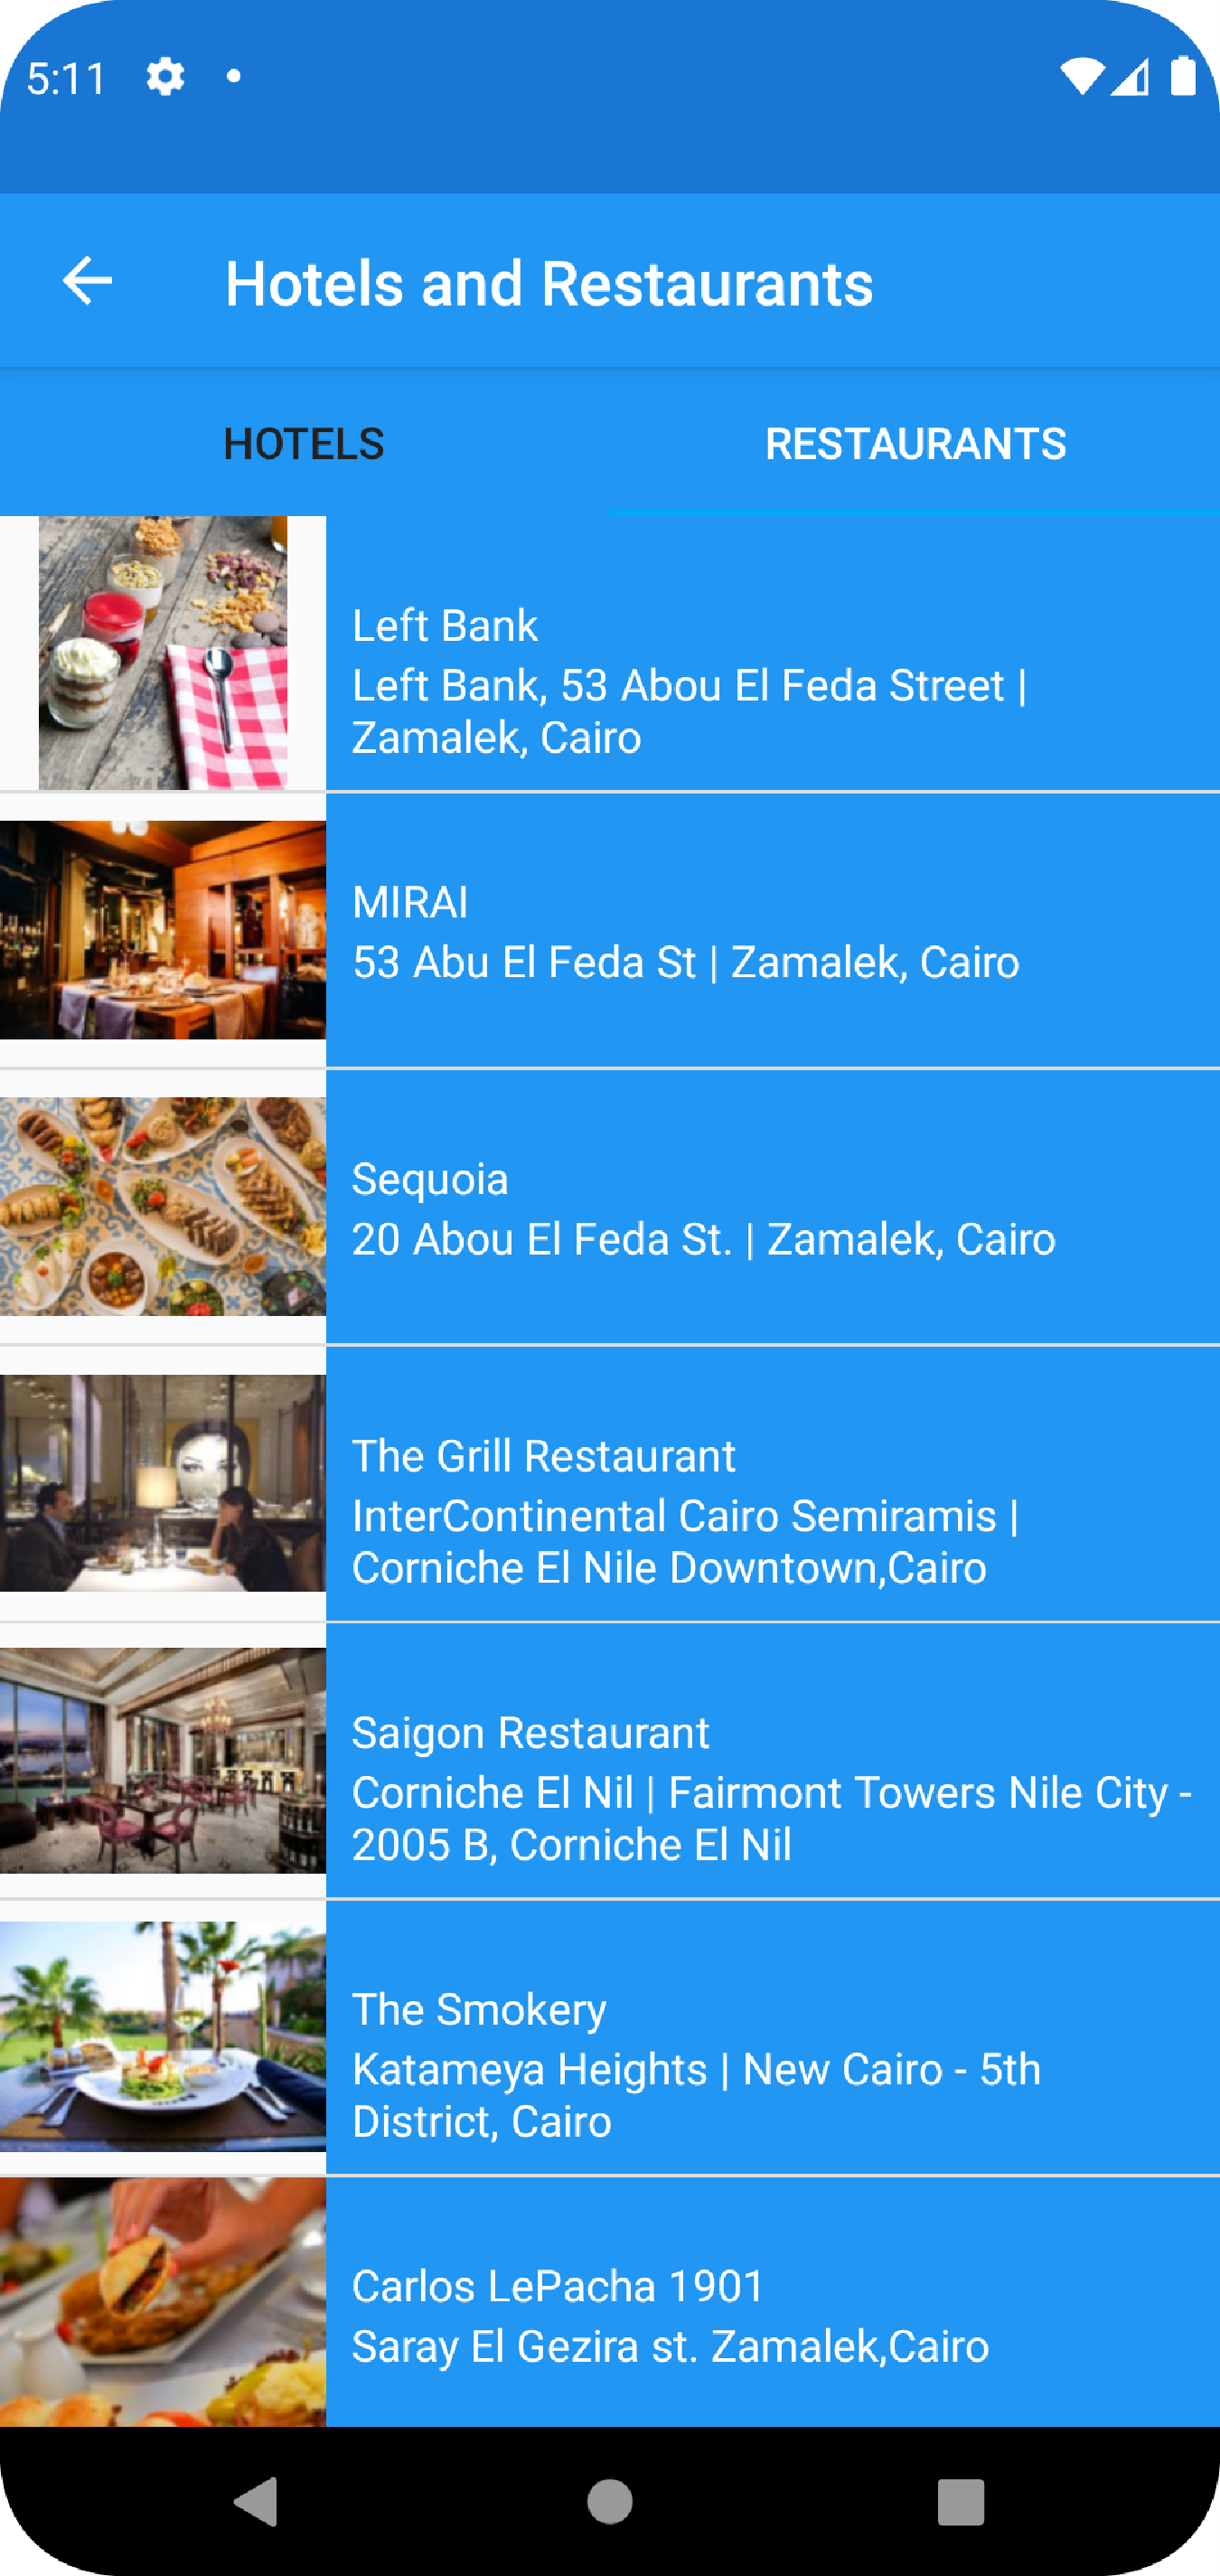 5:11
Hotels and Restaurants
HOTELS
RESTAURANTS
Left Bank
Left Bank, 53 Abou El Feda Street |
Zamalek, Cairo
MIRAI
53 Abu El Feda St | Zamalek, Cairo
Sequoia
20 Abou El Feda St. | Zamalek, Cairo
The Grill Restaurant
InterContinental Cairo Semiramis |
Corniche El Nile Downtown,Cairo
Saigon Restaurant
Corniche El Nil | Fairmont Towers Nile City -
2005 B, Corniche El Nil
The Smokery
Katameya Heights | New Cairo - 5th
District, Cairo
Carlos LePacha 1901
Saray El Gezira st. Zamalek,Cairo